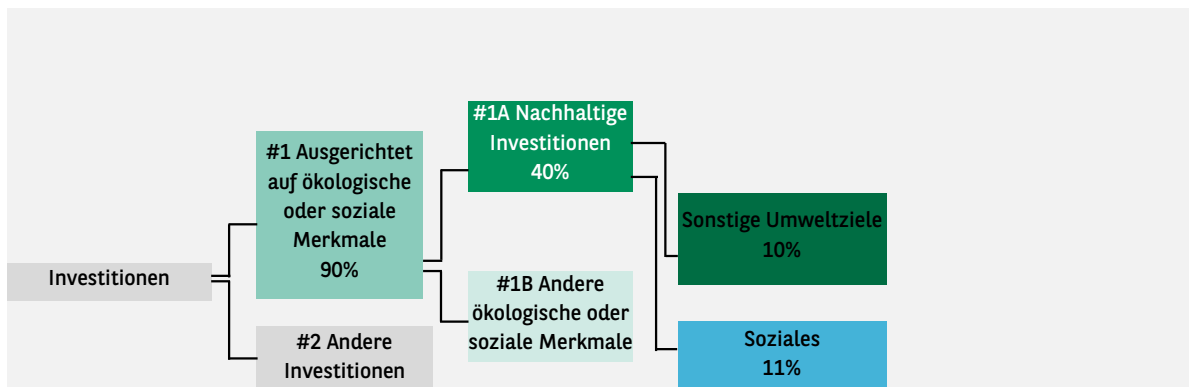 Investitionen
#1 Ausgerichtet
auf ökologische
oder soziale
Merkmale
90%
#2 Andere
Investitionen
#1A Nachhaltige
Investitionen
40%
#1B Andere
ökologische oder
soziale Merkmale
Sonstige Umweltziele
10%
Soziales
11%